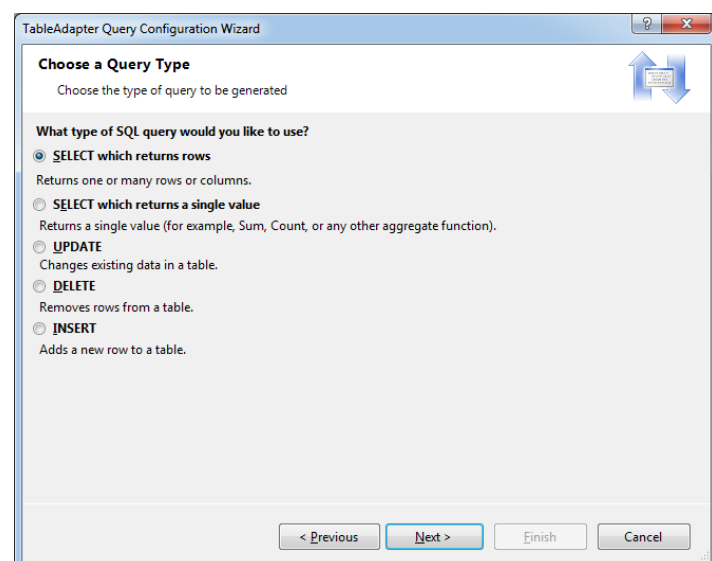 TableAdapter Query Configuration Wizard
Choose a Query Type
Choose the type of query to be generated
What type of SQL query would you like to use?
SELECT which returns rows
Returns one or many rows or columns.
SELECT which returns a single value
Returns a single value (for example, Sum, Count, or any other aggregate function).
UPDATE
Changes existing data in a table.
DELETE
Removes rows from a table.
INSERT
Adds a new row to a table.
< Previous Next > Finish Cancel